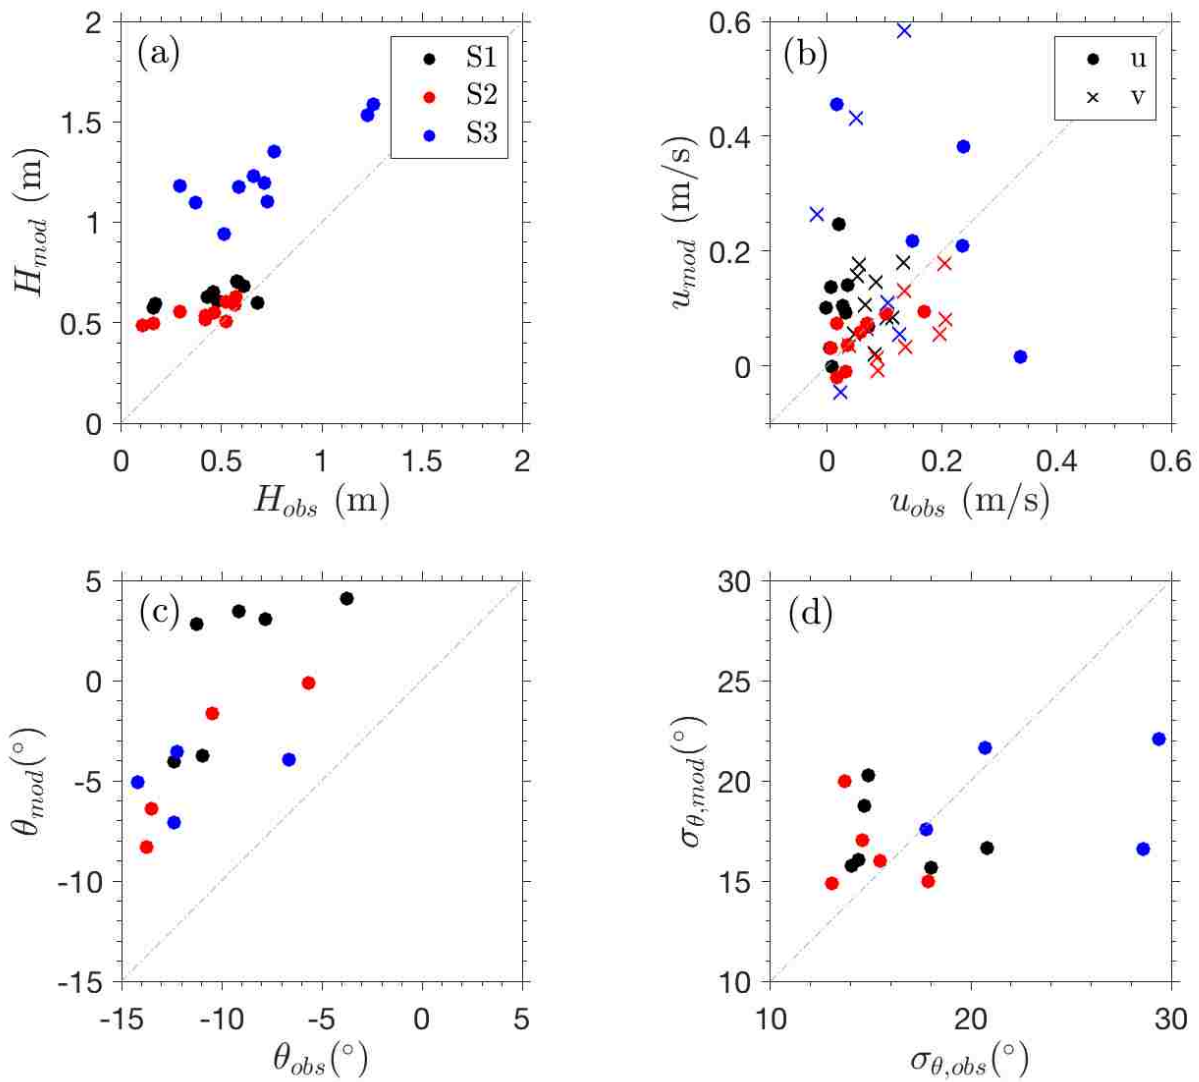 (a)
S1
S2
S3
2
1.5
1
0.5
0
0 0.5 1 1.5 2
H_mod (m)
H_obs (m)
(b)
u
v
0.6
0.4
0.2
0
0 0.2 0.4 0.6
u_mod (m/s)
u_obs (m/s)
(c)
5
0
-5
-10
-15
-15 -10 -5 0 5
θ_mod(°)
θ_obs(°)
(d)
30
25
20
15
10
10 20 30
σ_θ,mod(°)
σ_θ,obs(°)